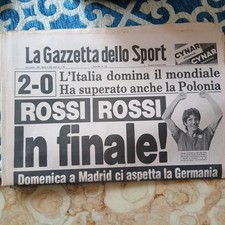 La Gazzetta dello Sport
CYNAR
CYNAR
2-0
L'Italia domina il mondiale
Ha superato anche la Polonia
ROSSI ROSSI
In finale!
Domenica a Madrid ci aspetta la Germania